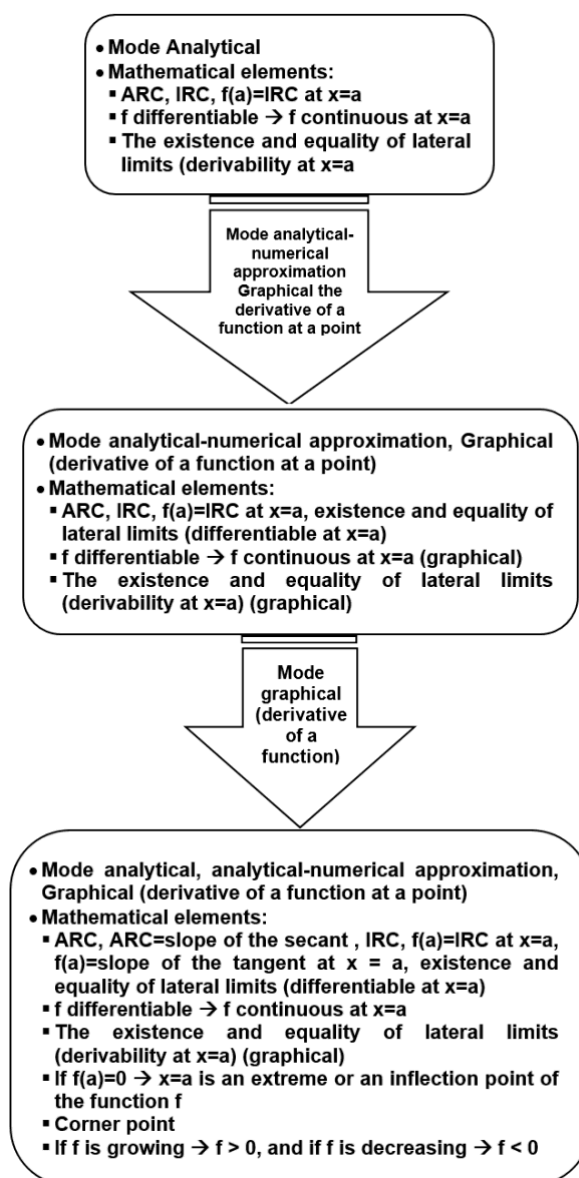 • Mode Analytical
• Mathematical elements:
▪ ARC, IRC, f(a)=IRC at x=a
▪ f differentiable → f continuous at x=a
▪ The existence and equality of lateral
limits (derivability at x=a
Mode analytical-
numerical
approximation
Graphical the
derivative of a
function at a point
• Mode analytical-numerical approximation, Graphical
(derivative of a function at a point)
• Mathematical elements:
▪ ARC, IRC, f(a)=IRC at x=a, existence and equality of
lateral limits (differentiable at x=a)
▪ f differentiable → f continuous at x=a (graphical)
▪ The existence and equality of lateral limits
(derivability at x=a) (graphical)
Mode
graphical
(derivative
of a
function)
• Mode analytical, analytical-numerical approximation,
Graphical (derivative of a function at a point)
• Mathematical elements:
▪ ARC, ARC=slope of the secant , IRC, f(a)=IRC at x=a,
f(a)=slope of the tangent at x = a, existence and
equality of lateral limits (differentiable at x=a)
▪ f differentiable → f continuous at x=a
▪ The existence and equality of lateral limits
(derivability at x=a) (graphical)
▪ If f(a)=0 → x=a is an extreme or an inflection point of
the function f
▪ Corner point
▪ If f is growing → f > 0, and if f is decreasing → f < 0